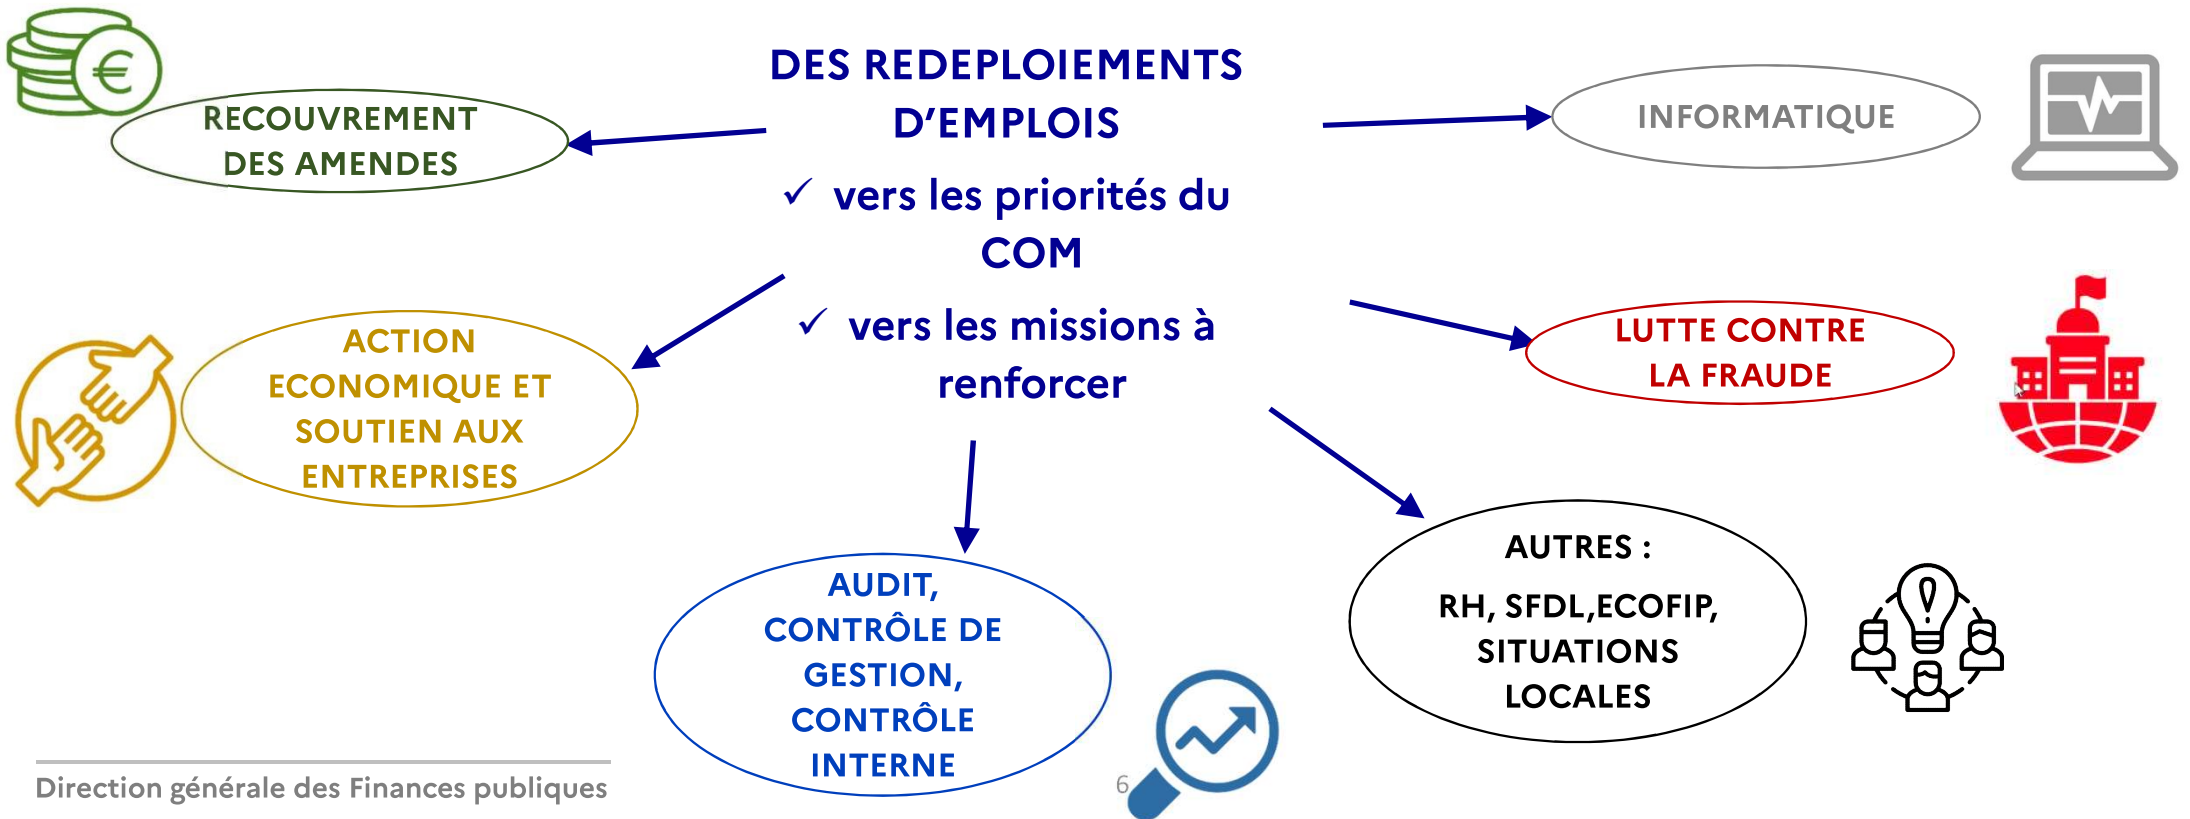 DES REDEPLOIEMENTS
D’EMPLOIS
✓ vers les priorités du
COM
✓ vers les missions à
renforcer
RECOUVREMENT
DES AMENDES
INFORMATIQUE
ACTION
ECONOMIQUE ET
SOUTIEN AUX
ENTREPRISES
LUTTE CONTRE
LA FRAUDE
AUDIT,
CONTRÔLE DE
GESTION,
CONTRÔLE
INTERNE
AUTRES :
RH, SFDL,ECOFIP,
SITUATIONS
LOCALES
Direction générale des Finances publiques
6